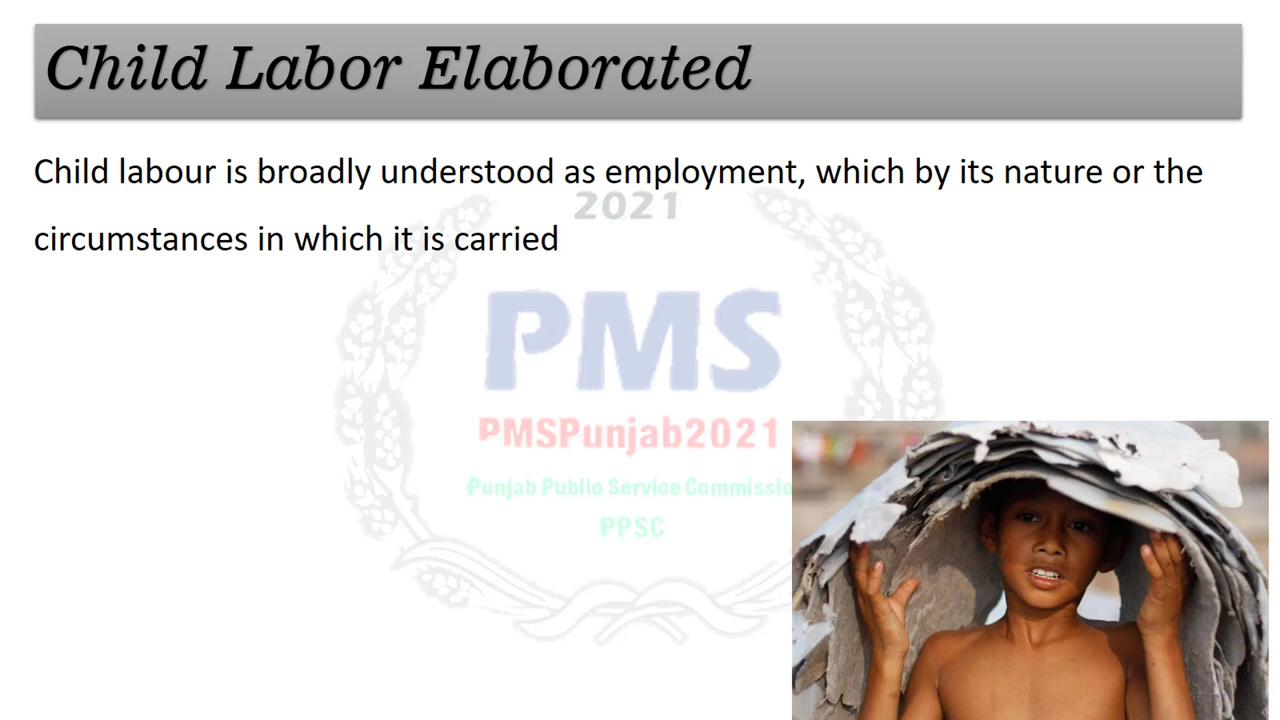 Child Labor Elaborated
Child labour is broadly understood as employment, which by its nature or the
circumstances in which it is carried
2021
PMS
PMSPunjab2021
Punjab Public Service Commissio
PPSC